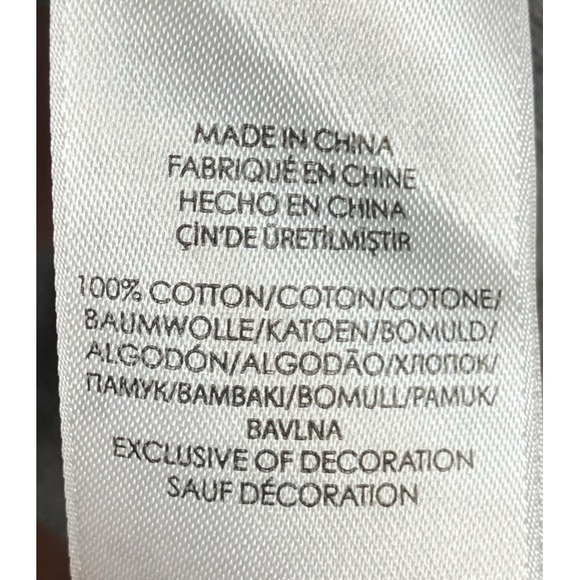 MADE IN CHINA
FABRIQUÉ EN CHINE
HECHO EN CHINA
ÇİN'DE ÜRETİLMİŞTİR
100% COTTON/COTON/COTONE/
BAUMWOLLE/KATOEN/BOMULD/
ALGODÓN/ALGODÃO/ХЛОПОК/
ПАМУК/BAMBAKI/BOMULL/PAMUK/
BAVLNA
EXCLUSIVE OF DECORATION
SAUF DÉCORATION